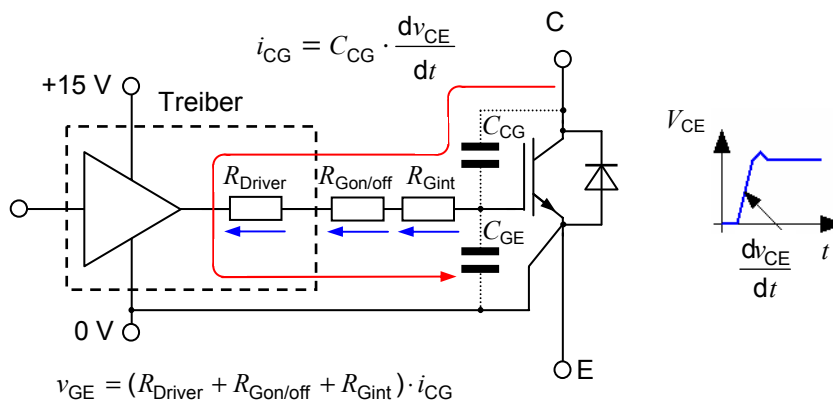 i_CG = C_CG · dv_CE/dt
C
+15 V
Treiber
C_CG
V_CE
R_Driver
R_Gon/off
R_Gint
C_GE
t
dv_CE/dt
0 V
E
v_GE = (R_Driver + R_Gon/off + R_Gint) · i_CG